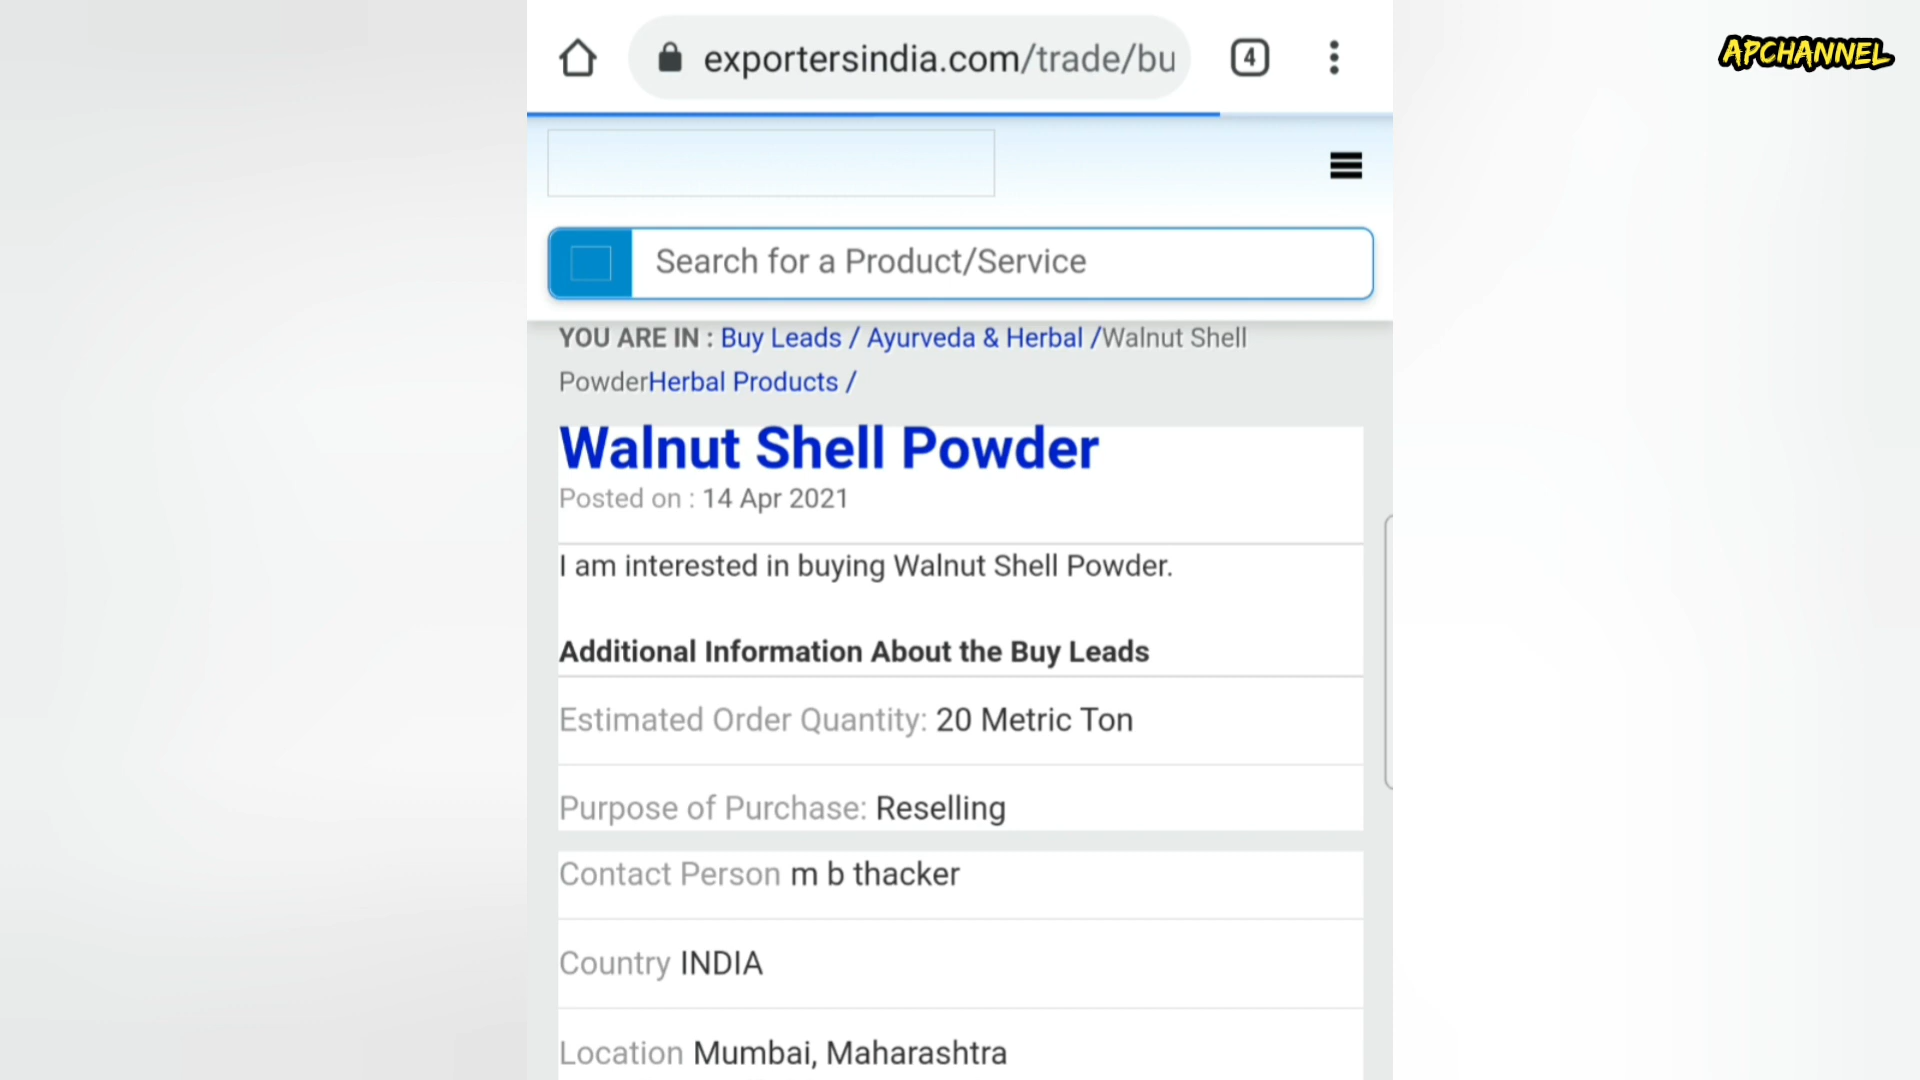 APCHANNEL
exportersindia.com/trade/bu
4
Search for a Product/Service
YOU ARE IN : Buy Leads / Ayurveda & Herbal /Walnut Shell
PowderHerbal Products /
Walnut Shell Powder
Posted on : 14 Apr 2021
I am interested in buying Walnut Shell Powder.
Additional Information About the Buy Leads
Estimated Order Quantity: 20 Metric Ton
Purpose of Purchase: Reselling
Contact Person m b thacker
Country INDIA
Location Mumbai, Maharashtra